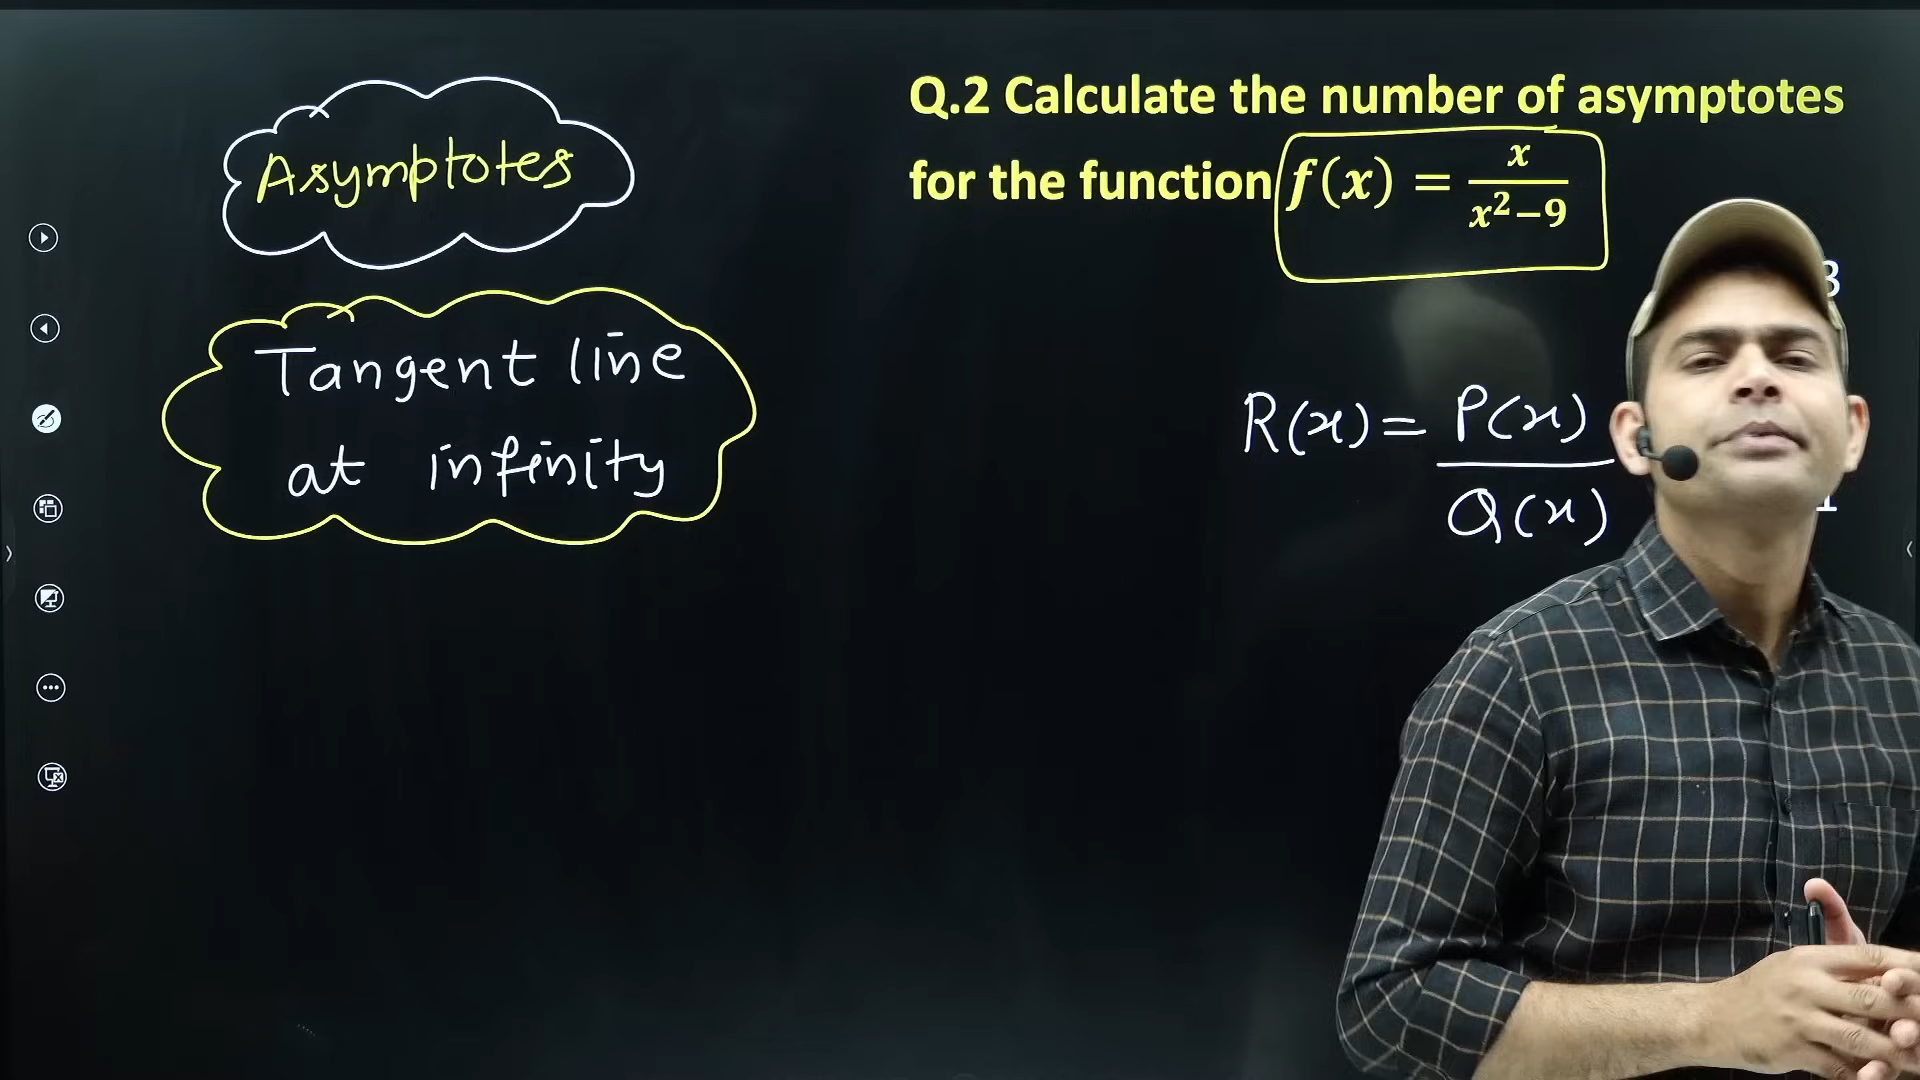 Asymptotes
Tangent line
at infinity
Q.2 Calculate the number of asymptotes
for the function f(x) = x/(x²−9)
R(x) = P(x)/Q(x)